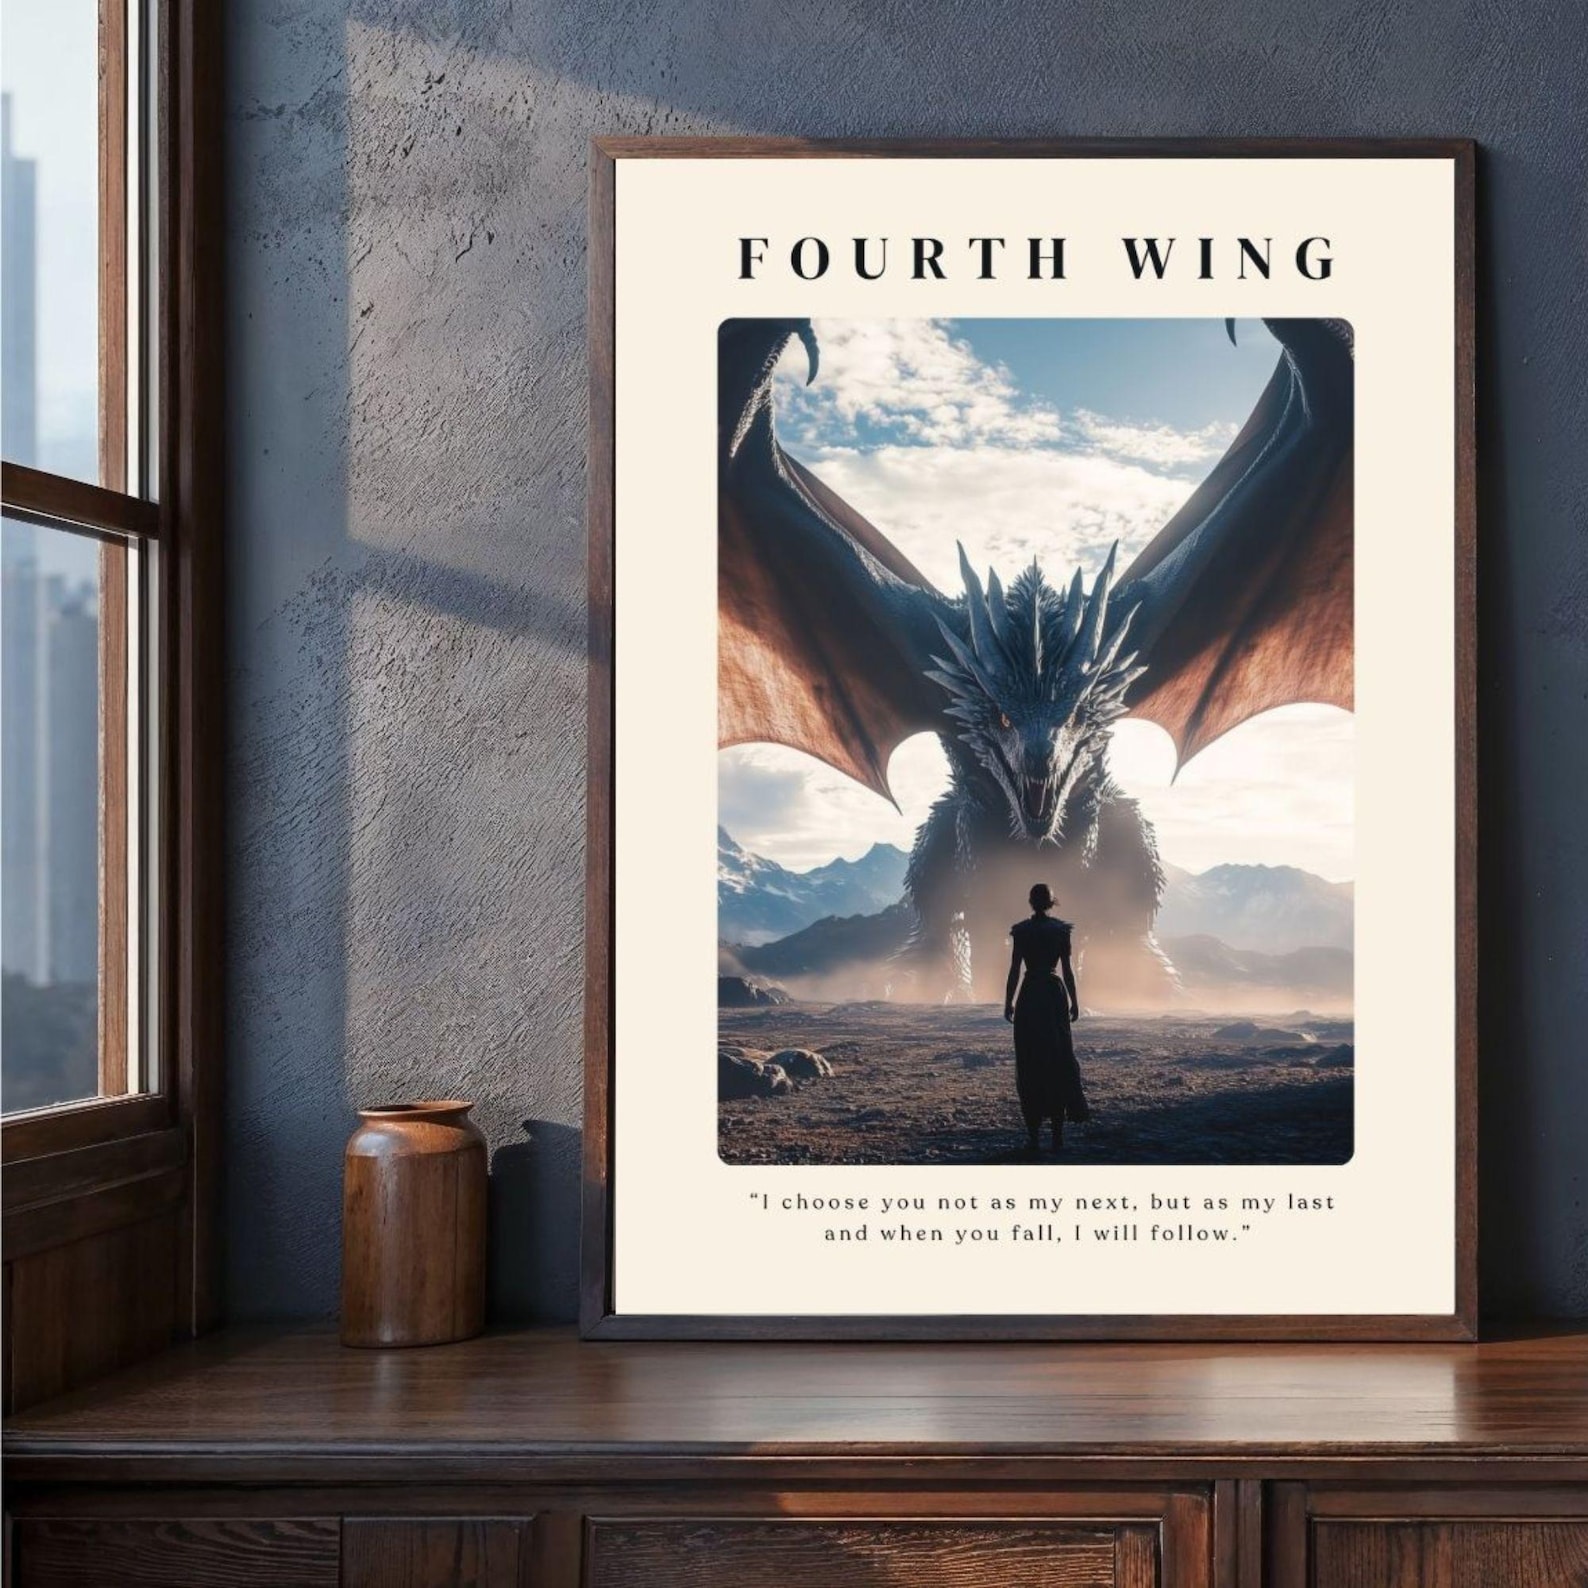 FOURTH WING
“I choose you not as my next, but as my last
and when you fall, I will follow.”